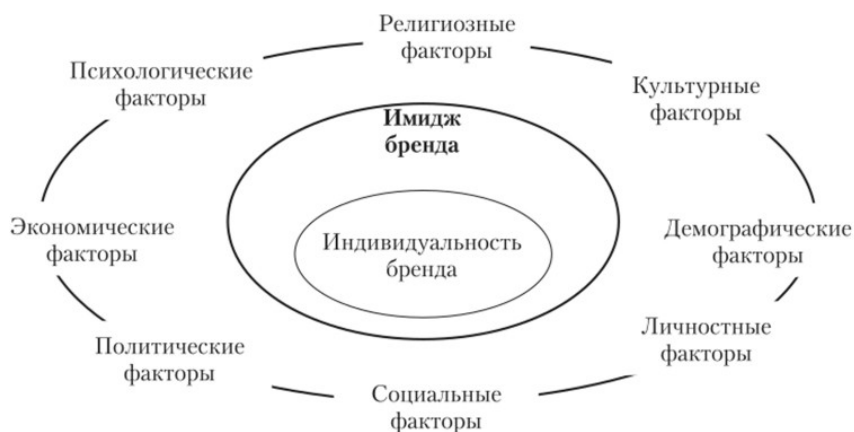 Религиозные
факторы
Психологические
факторы
Культурные
факторы
Имидж
бренда
Экономические
факторы
Индивидуальность
бренда
Демографические
факторы
Политические
факторы
Личностные
факторы
Социальные
факторы